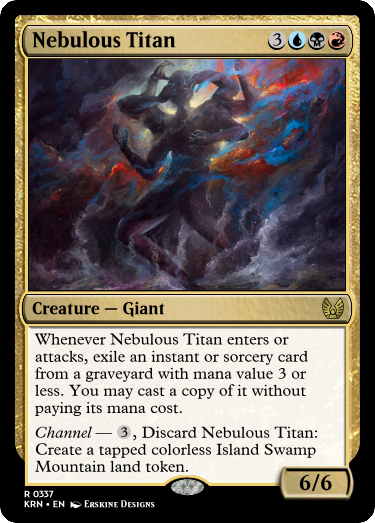 Nebulous Titan 3
Creature — Giant
Whenever Nebulous Titan enters or
attacks, exile an instant or sorcery card
from a graveyard with mana value 3 or
less. You may cast a copy of it without
paying its mana cost.
Channel — 3, Discard Nebulous Titan:
Create a tapped colorless Island Swamp
Mountain land token.
6/6
R 0337
KRN • EN Erskine Designs